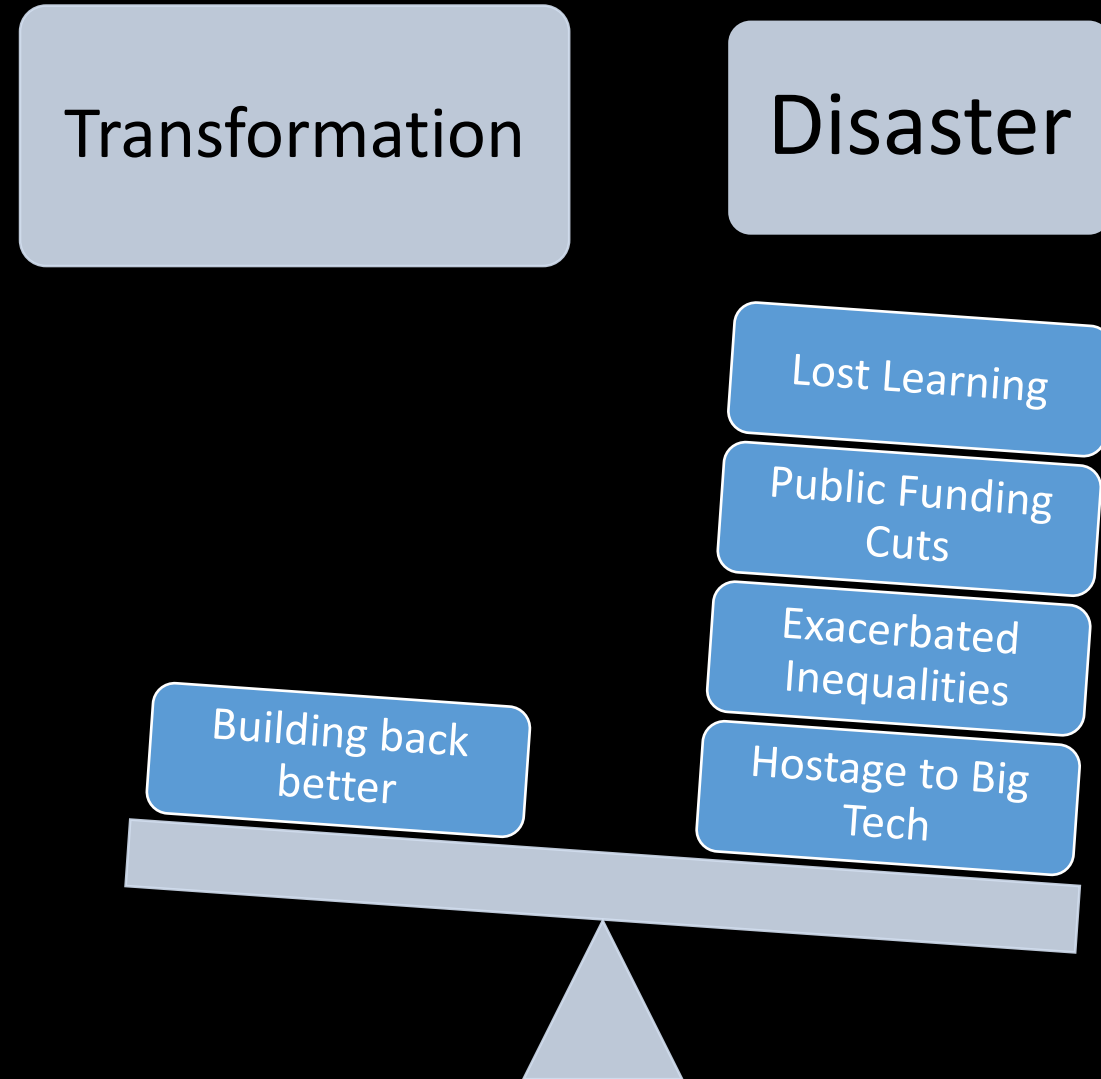 Transformation
Disaster
Lost Learning
Public Funding
Cuts
Exacerbated
Inequalities
Hostage to Big
Tech
Building back
better